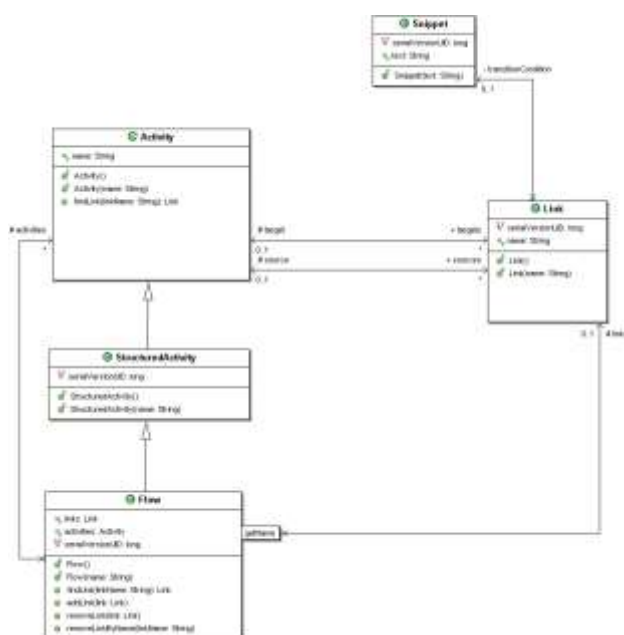 Snippet
serialVersionUID: long
text: String
Snippet(text: String)
- transitionCondition
0..1
Activity
name: String
Activity()
Activity(name: String)
findLink(linkName: String): Link
# activities
*
# target
+ targets
0..1
*
# source
+ sources
0..1
*
Link
serialVersionUID: long
name: String
Link()
Link(name: String)
0..1
# link
StructuredActivity
serialVersionUID: long
StructuredActivity()
StructuredActivity(name: String)
Flow
links: Link
activities: Activity
serialVersionUID: long
getName
Flow()
Flow(name: String)
findLink(linkName: String): Link
addLink(link: Link)
removeLink(link: Link)
removeLinkByName(linkName: String)